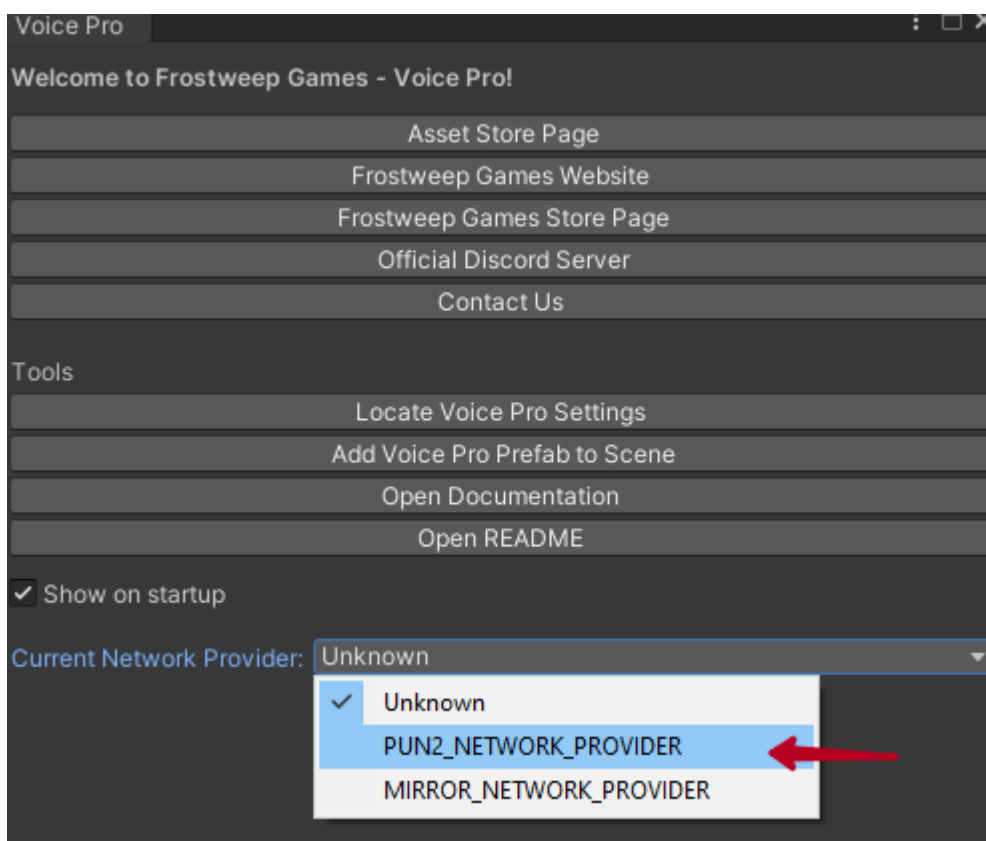 Voice Pro
Welcome to Frostweep Games - Voice Pro!
Asset Store Page
Frostweep Games Website
Frostweep Games Store Page
Official Discord Server
Contact Us
Tools
Locate Voice Pro Settings
Add Voice Pro Prefab to Scene
Open Documentation
Open README
Show on startup
Current Network Provider: Unknown
Unknown
PUN2_NETWORK_PROVIDER
MIRROR_NETWORK_PROVIDER